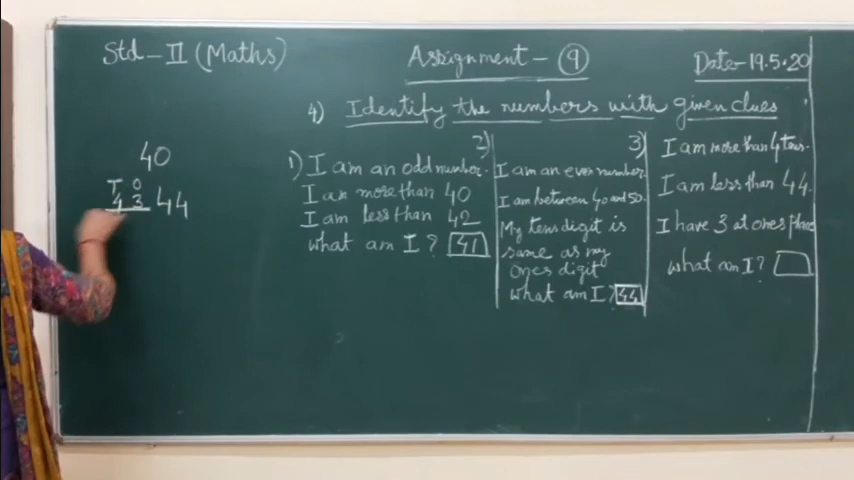 Std-II (Maths)
Assignment - 9
Date-19.5.20
4) Identify the numbers with given clues
40
T O
4 3 44
1) I am an odd number.
I am more than 40
I am less than 42
what am I? 41
2)
I am an even number.
I am between 40 and 50.
My tens digit is
same as my
ones digit
what am I? 44
3)
I am more than 4 tens.
I am less than 44.
I have 3 at ones place
what am I?